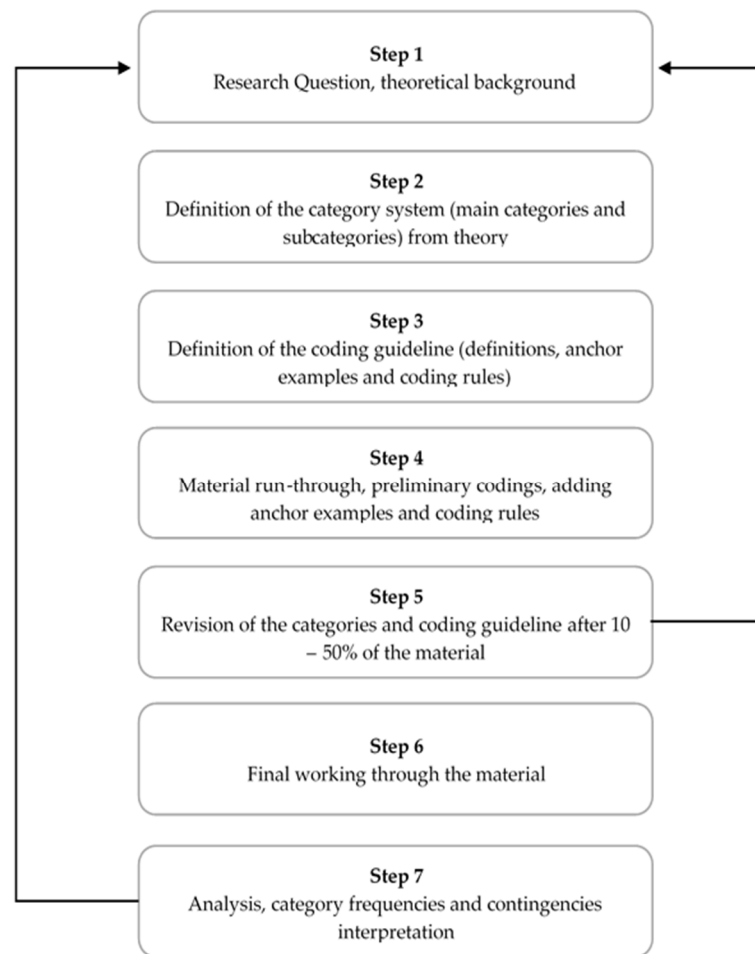 Step 1
Research Question, theoretical background
Step 2
Definition of the category system (main categories and
subcategories) from theory
Step 3
Definition of the coding guideline (definitions, anchor
examples and coding rules)
Step 4
Material run-through, preliminary codings, adding
anchor examples and coding rules
Step 5
Revision of the categories and coding guideline after 10
– 50% of the material
Step 6
Final working through the material
Step 7
Analysis, category frequencies and contingencies
interpretation